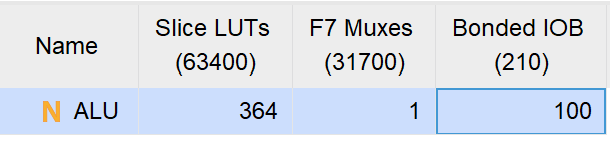 Name Slice LUTs F7 Muxes Bonded IOB
(63400) (31700) (210)
N ALU 364 1 100